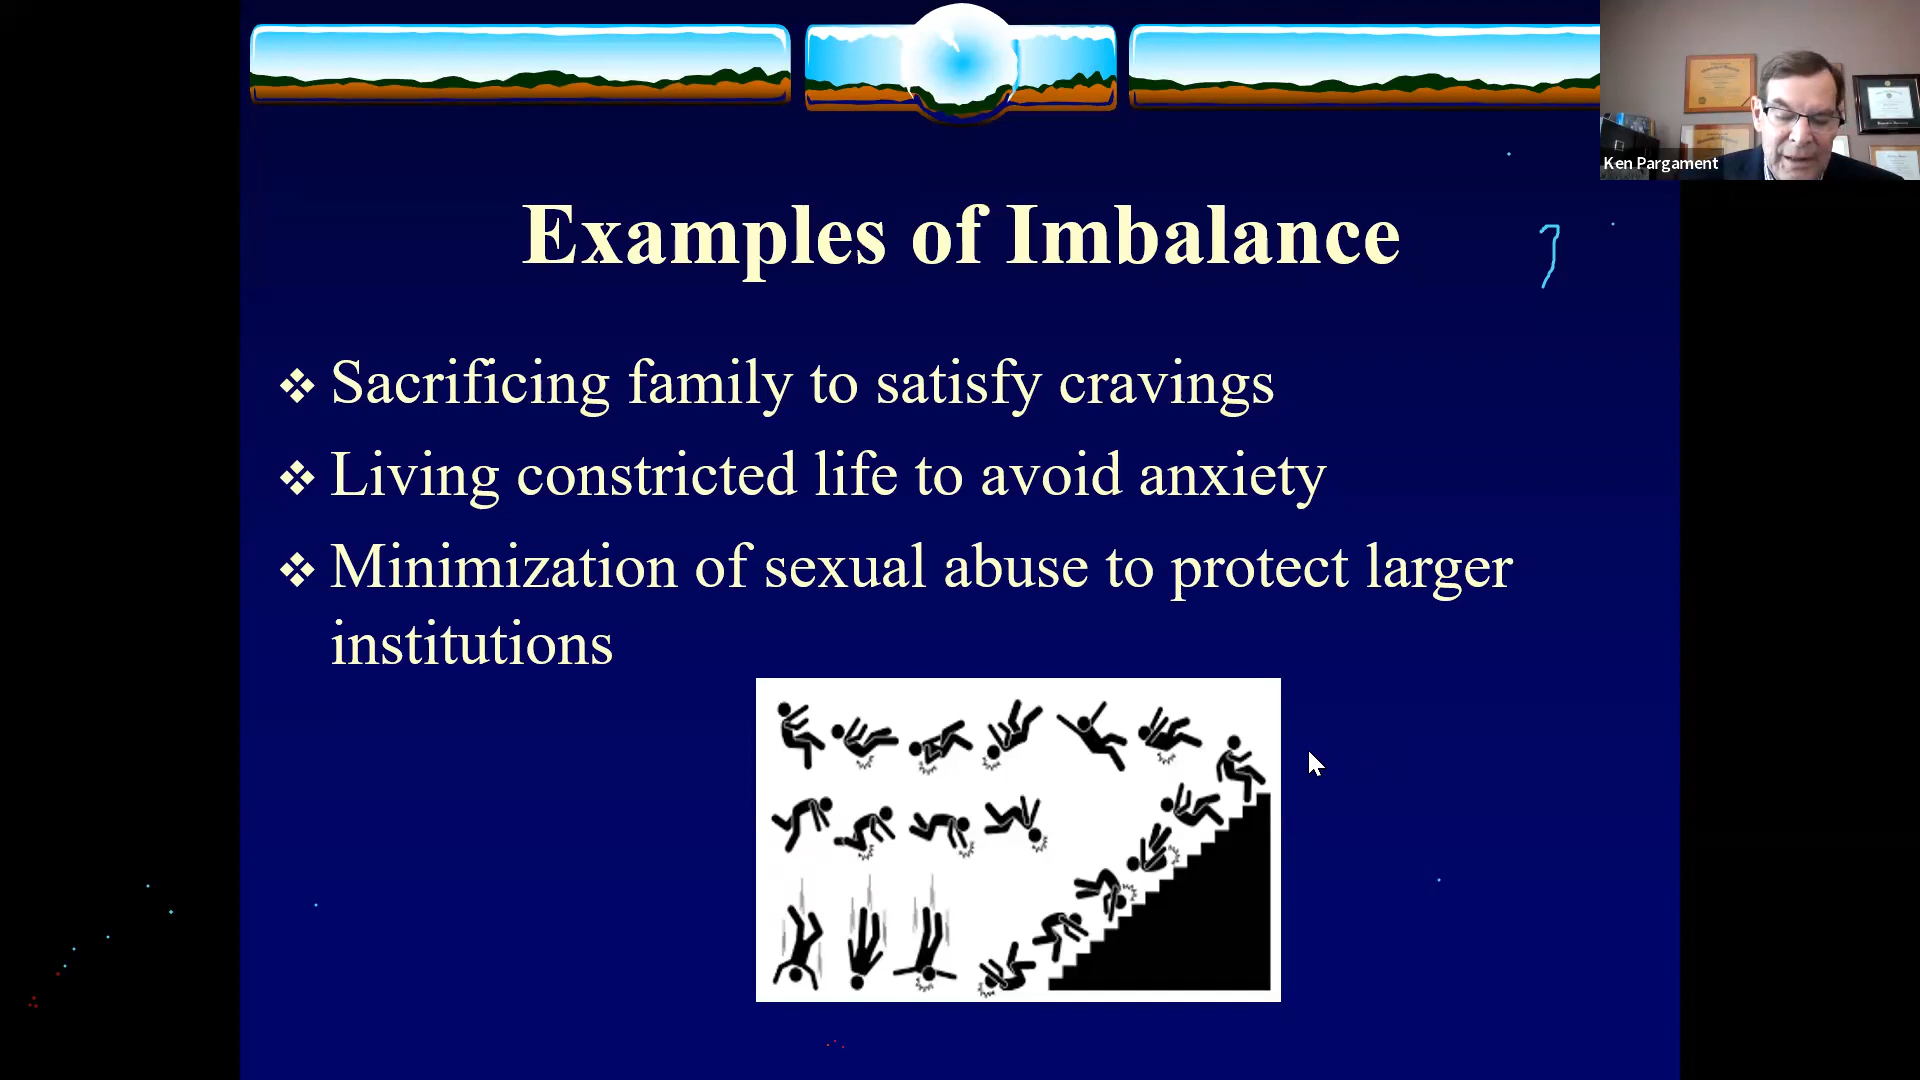 Ken Pargament
Examples of Imbalance
❖ Sacrificing family to satisfy cravings
❖ Living constricted life to avoid anxiety
❖ Minimization of sexual abuse to protect larger
institutions